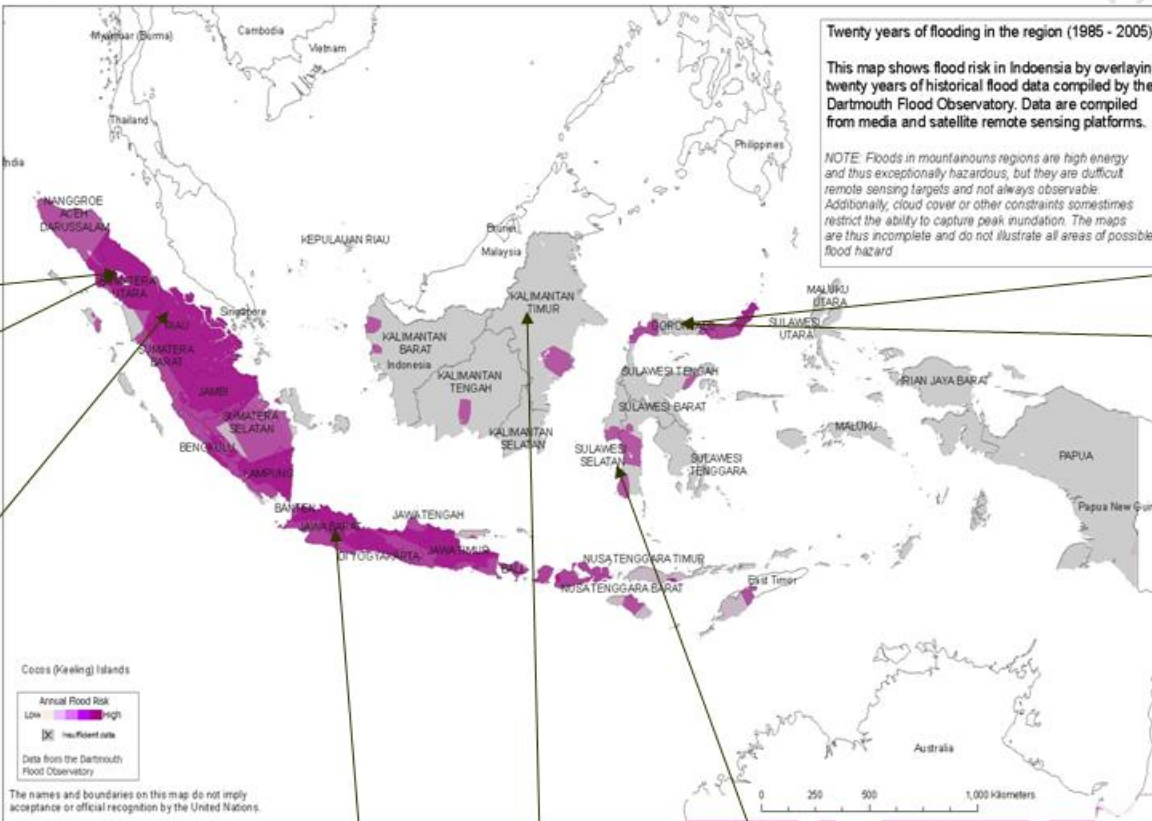 Twenty years of flooding in the region (1985 - 2005)
This map shows flood risk in Indoensia by overlayin
twenty years of historical flood data compiled by the
Dartmouth Flood Observatory. Data are compiled
from media and satellite remote sensing platforms.
NOTE: Floods in mountainouns regions are high energy
and thus exceptionally hazardous, but they are dufficult
remote sensing targets and not always observable.
Additionally, cloud cover or other constraints somestimes
restrict the ability to capture peak inundation. The maps
are thus incomplete and do not illustrate all areas of possible
flood hazard
Myanmar (Burma)
Cambodia
Vietnam
Thailand
India
Philippines
NANGGROE
ACEH
DARUSSALAM
KEPULAUAN RIAU
Brunei
Malaysia
SUMATERA
UTARA
Singapore
RIAU
SUMATERA
BARAT
JAMBI
SUMATERA
SELATAN
BENGKULU
LAMPUNG
KALIMANTAN
TIMUR
KALIMANTAN
BARAT
Indonesia
KALIMANTAN
TENGAH
KALIMANTAN
SELATAN
GORONTALO
MALUKU
UTARA
SULAWESI
UTARA
SULAWESI TENGAH
SULAWESI BARAT
SULAWESI
SELATAN
SULAWESI
TENGGARA
IRIAN JAYA BARAT
MALUKU
PAPUA
Papua New Guin
BANTEN
JAWA BARAT
JAWA TENGAH
DI YOGYAKARTA
JAWA TIMUR
BALI
NUSATENGGARA TIMUR
NUSATENGGARA BARAT
East Timor
Cocos (Keeling) Islands
Annual Flood Risk
Low High
Insufficient data
Data from the Dartmouth
Flood Observatory
The names and boundaries on this map do not imply
acceptance or official recognition by the United Nations.
Australia
0 250 500 1,000 Kilometers